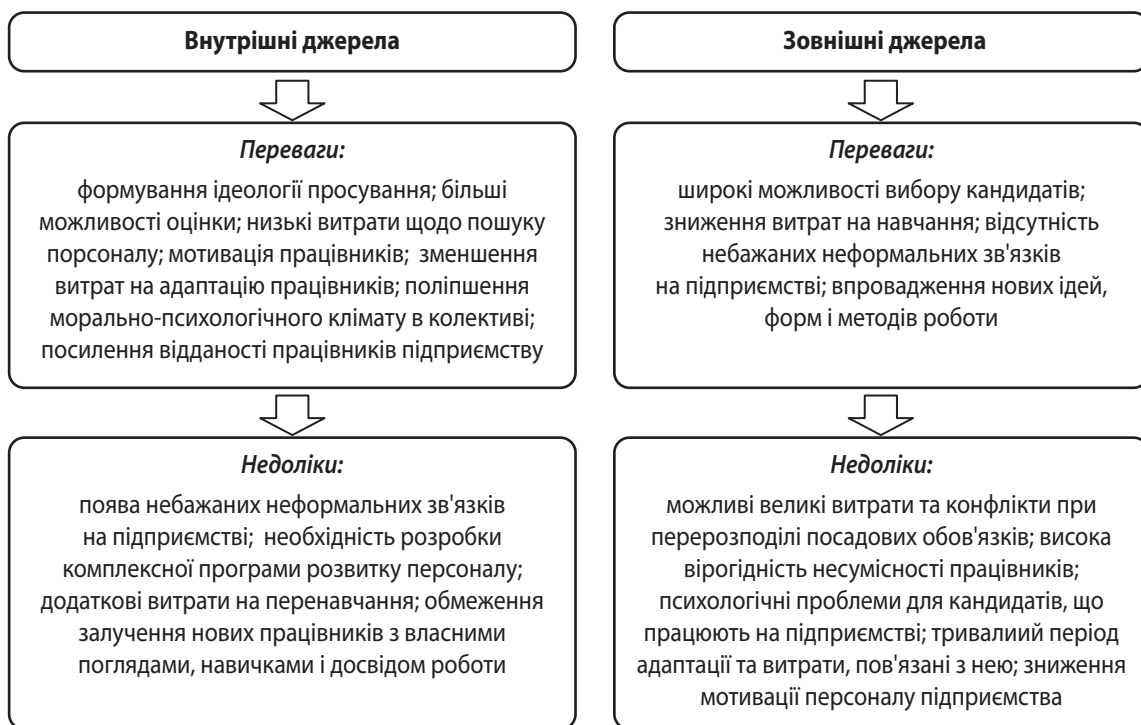 Внутрішні джерела
Переваги:
формування ідеології просування; більші
можливості оцінки; низькі витрати щодо пошуку
порсоналу; мотивація працівників; зменшення
витрат на адаптацію працівників; поліпшення
морально-психологічного клімату в колективі;
посилення відданості працівників підприємству
Недоліки:
поява небажаних неформальних зв'язків
на підприємстві; необхідність розробки
комплексної програми розвитку персоналу;
додаткові витрати на перенавчання; обмеження
залучення нових працівників з власними
поглядами, навичками і досвідом роботи
Зовнішні джерела
Переваги:
широкі можливості вибору кандидатів;
зниження витрат на навчання; відсутність
небажаних неформальних зв'язків
на підприємстві; впровадження нових ідей,
форм і методів роботи
Недоліки:
можливі великі витрати та конфлікти при
перерозподілі посадових обов'язків; висока
вірогідність несумісності працівників;
психологічні проблеми для кандидатів, що
працюють на підприємстві; тривалиий період
адаптації та витрати, пов'язані з нею; зниження
мотивації персоналу підприємства